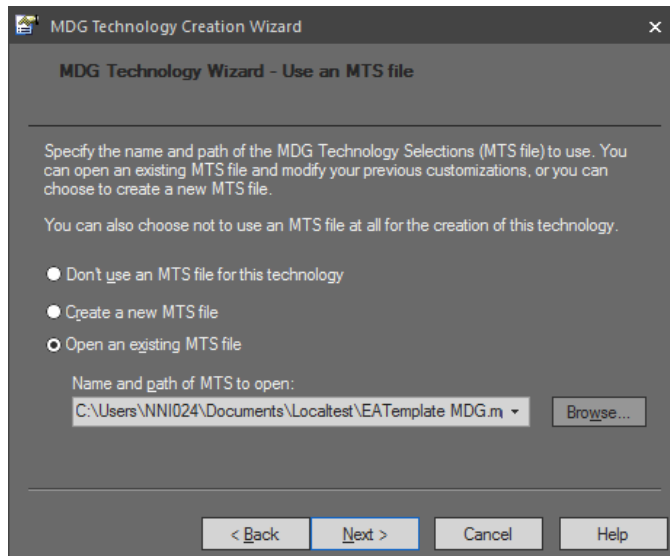 MDG Technology Creation Wizard
MDG Technology Wizard - Use an MTS file
Specify the name and path of the MDG Technology Selections (MTS file) to use. You
can open an existing MTS file and modify your previous customizations, or you can
choose to create a new MTS file.
You can also choose not to use an MTS file at all for the creation of this technology.
Don't use an MTS file for this technology
Create a new MTS file
Open an existing MTS file
Name and path of MTS to open:
C:\Users\NNI024\Documents\Localtest\EATemplate MDG.m
Browse...
< Back Next > Cancel Help